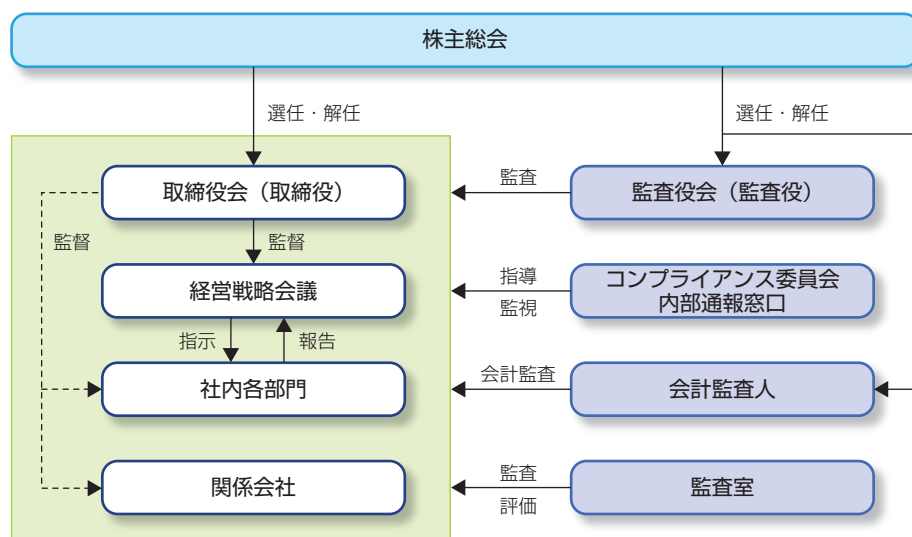 株主総会
選任・解任
選任・解任
取締役会（取締役）
監査
監査役会（監査役）
監督
監督
経営戦略会議
指導
監視
コンプライアンス委員会
内部通報窓口
指示
報告
社内各部門
会計監査
会計監査人
関係会社
監査
評価
監査室